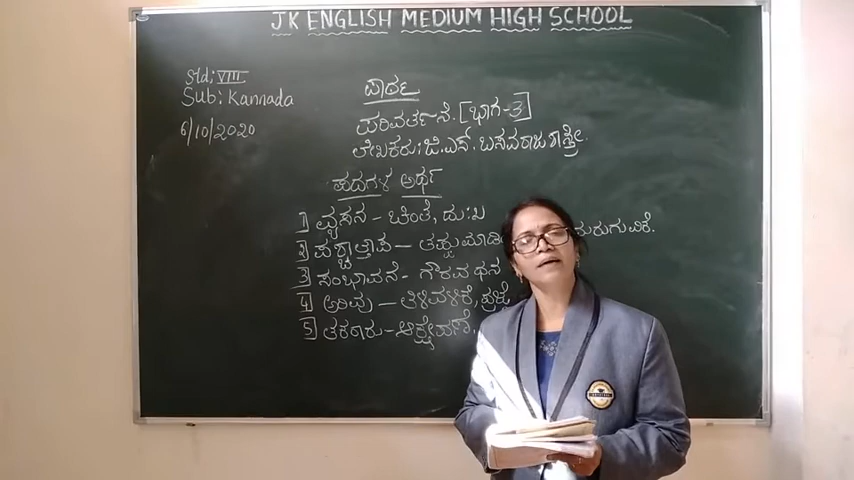 JK ENGLISH MEDIUM HIGH SCHOOL
Std: VIII
Sub: Kannada
6/10/2020
ಪಾಠ
ಪರಿವರ್ತನೆ. [ಭಾಗ-3]
ಲೇಖಕರು: ಜಿ.ಎಸ್. ಬಸವರಾಜ ಶಾಸ್ತ್ರೀ.
ಪದಗಳ ಅರ್ಥ
1] ವ್ಯಸನ - ಚಿಂತೆ, ದುಃಖ
2] ಪಶ್ಚಾತ್ತಾಪ - ತಪ್ಪು ಮಾಡಿ ಮರುಗುವಿಕೆ.
3] ಸಂಭಾವನೆ - ಗೌರವ ಧನ
4] ಅರಿವು - ತಿಳಿವಳಿಕೆ, ಪ್ರಜ್ಞೆ
5] ತಕರಾರು - ಆಕ್ಷೇಪಣೆ.